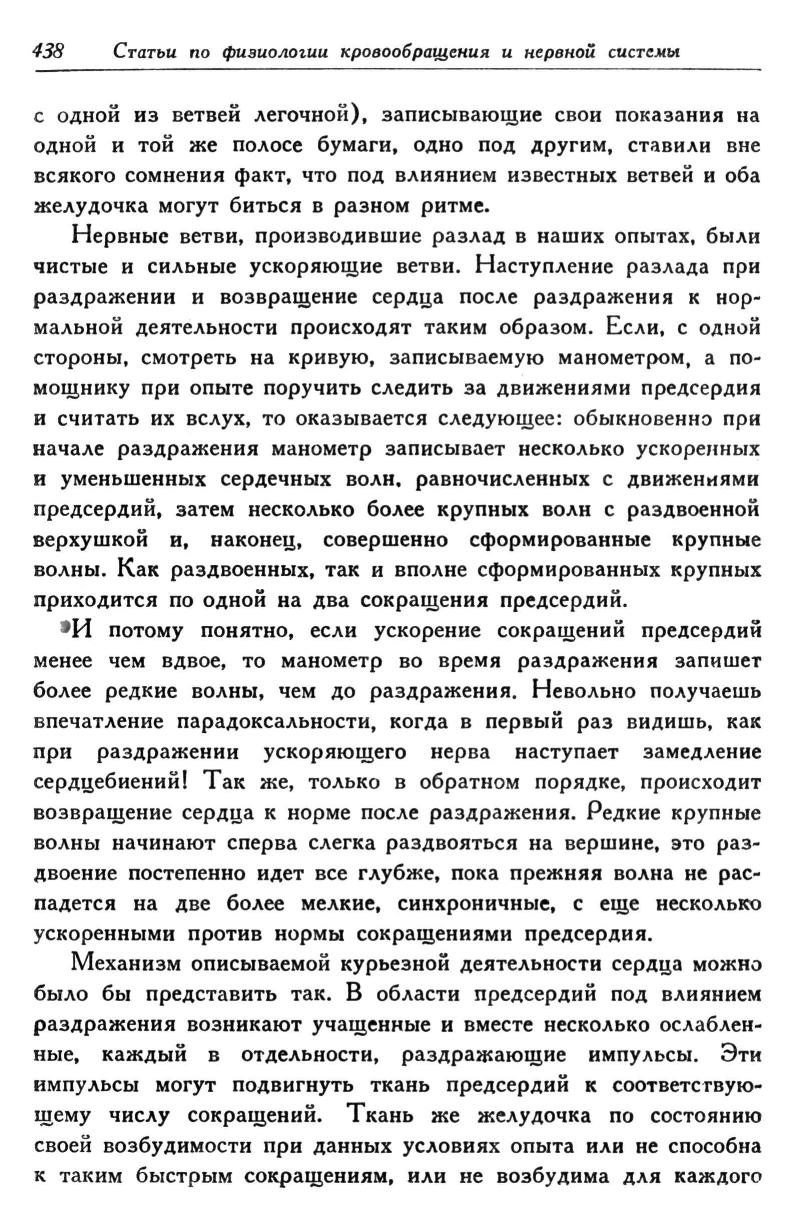 438 Статьи по физиологии кровообращения и нервной системы
с одной из ветвей легочной), записывающие свои показания на
одной и той же полосе бумаги, одно под другим, ставили вне
всякого сомнения факт, что под влиянием известных ветвей и оба
желудочка могут биться в разном ритме.
Нервные ветви, производившие разлад в наших опытах, были
чистые и сильные ускоряющие ветви. Наступление разлада при
раздражении и возвращение сердца после раздражения к нор-
мальной деятельности происходят таким образом. Если, с одной
стороны, смотреть на кривую, записываемую манометром, а по-
мощнику при опыте поручить следить за движениями предсердия
и считать их вслух, то оказывается следующее: обыкновенно при
начале раздражения манометр записывает несколько ускоренных
и уменьшенных сердечных волн, равночисленных с движениями
предсердий, затем несколько более крупных волн с раздвоенной
верхушкой и, наконец, совершенно сформированные крупные
волны. Как раздвоенных, так и вполне сформированных крупных
приходится по одной на два сокращения предсердий.
И потому понятно, если ускорение сокращений предсердий
менее чем вдвое, то манометр во время раздражения запишет
более редкие волны, чем до раздражения. Невольно получаешь
впечатление парадоксальности, когда в первый раз видишь, как
при раздражении ускоряющего нерва наступает замедление
сердцебиений! Так же, только в обратном порядке, происходит
возвращение сердца к норме после раздражения. Редкие крупные
волны начинают сперва слегка раздвояться на вершине, это раз-
двоение постепенно идет все глубже, пока прежняя волна не рас-
падется на две более мелкие, синхроничные, с еще несколько
ускоренными против нормы сокращениями предсердия.
Механизм описываемой курьезной деятельности сердца можно
было бы представить так. В области предсердий под влиянием
раздражения возникают учащенные и вместе несколько ослаблен-
ные, каждый в отдельности, раздражающие импульсы. Эти
импульсы могут подвигнуть ткань предсердий к соответствую-
щему числу сокращений. Ткань же желудочка по состоянию
своей возбудимости при данных условиях опыта или не способна
к таким быстрым сокращениям, или не возбудима для каждого